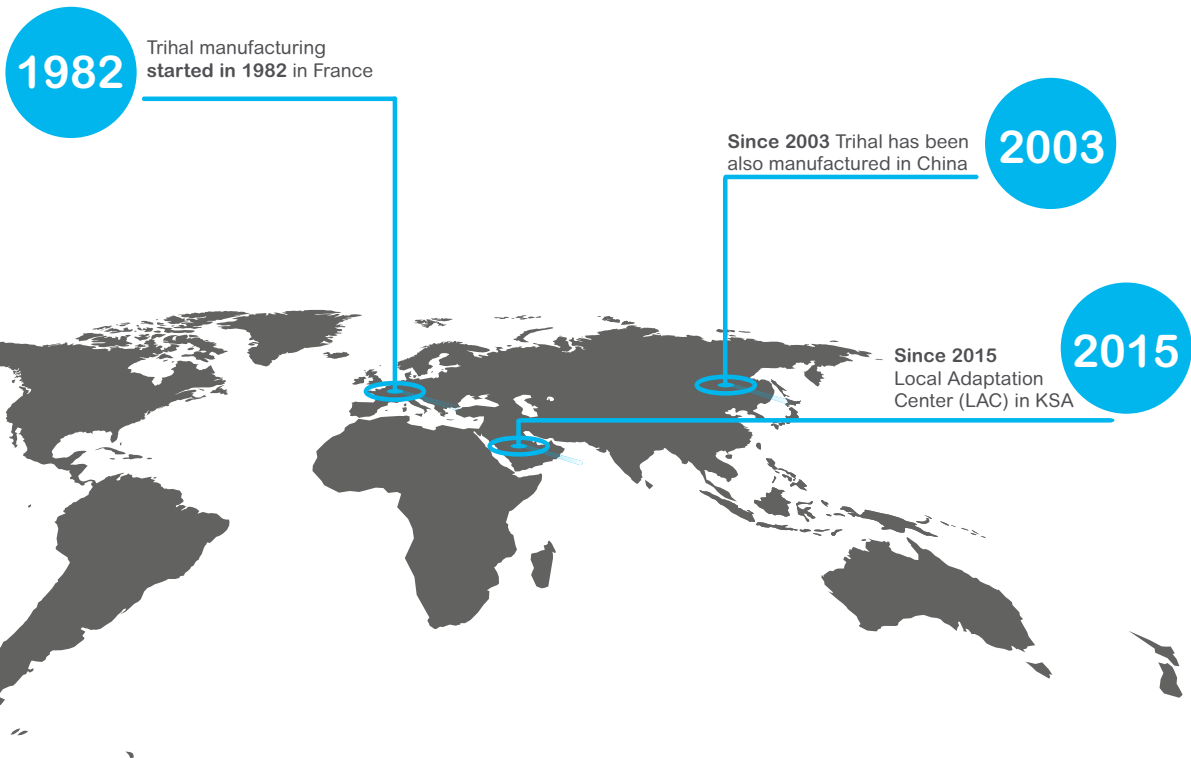 1982
Trihal manufacturing
started in 1982 in France
Since 2003 Trihal has been
also manufactured in China
2003
Since 2015
Local Adaptation
Center (LAC) in KSA
2015